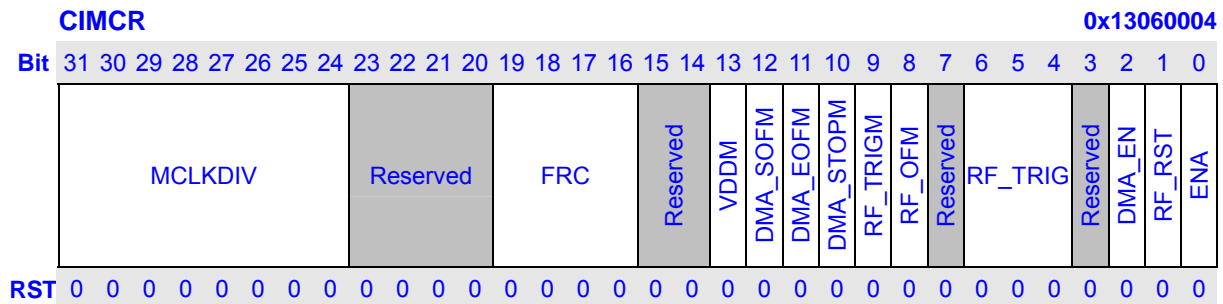 CIMCR 0x13060004
Bit 31 30 29 28 27 26 25 24 23 22 21 20 19 18 17 16 15 14 13 12 11 10 9 8 7 6 5 4 3 2 1 0
MCLKDIV Reserved FRC Reserved VDDM DMA_SOFM DMA_EOFM DMA_STOPM RF_TRIGM RF_OFM Reserved RF_TRIG Reserved DMA_EN RF_RST ENA
RST 0 0 0 0 0 0 0 0 0 0 0 0 0 0 0 0 0 0 0 0 0 0 0 0 0 0 0 0 0 0 0 0